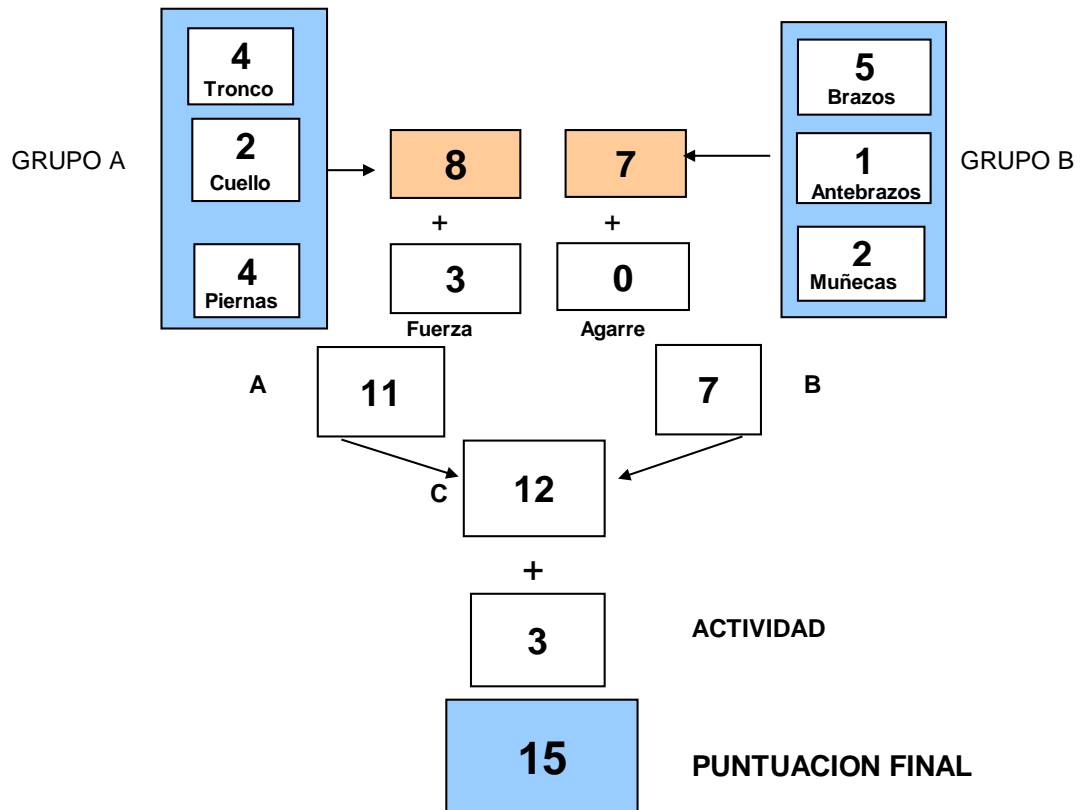 4
Tronco
5
Brazos
GRUPO A
2
Cuello
8
7
1
Antebrazos
GRUPO B
+
+
4
Piernas
3
Fuerza
0
Agarre
2
Muñecas
A
11
7
B
C
12
+
3
ACTIVIDAD
15
PUNTUACION FINAL